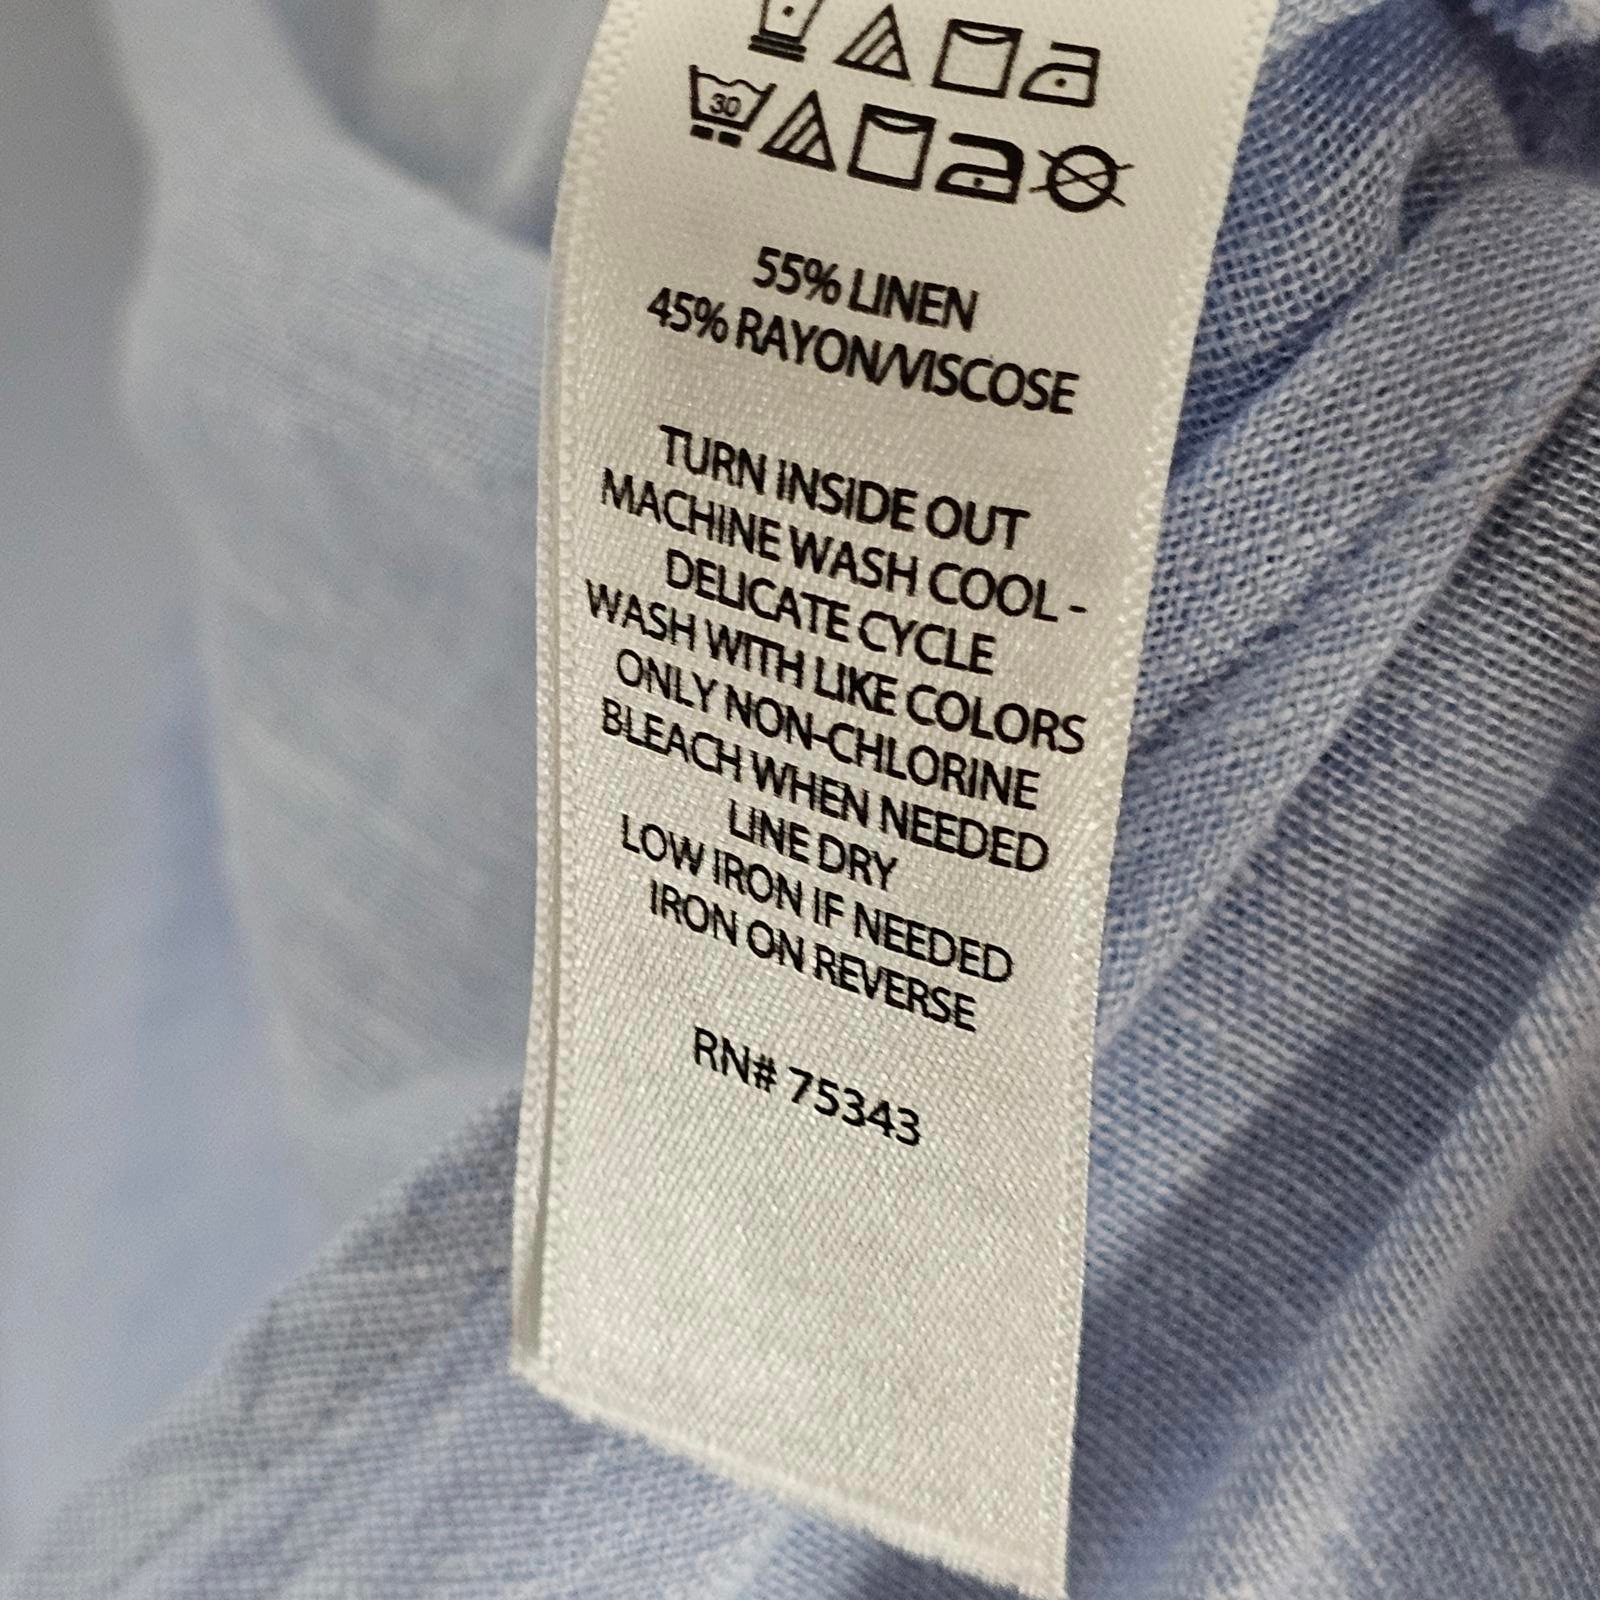 30
55% LINEN
45% RAYON/VISCOSE
TURN INSIDE OUT
MACHINE WASH COOL -
DELICATE CYCLE
WASH WITH LIKE COLORS
ONLY NON-CHLORINE
BLEACH WHEN NEEDED
LINE DRY
LOW IRON IF NEEDED
IRON ON REVERSE
RN# 75343